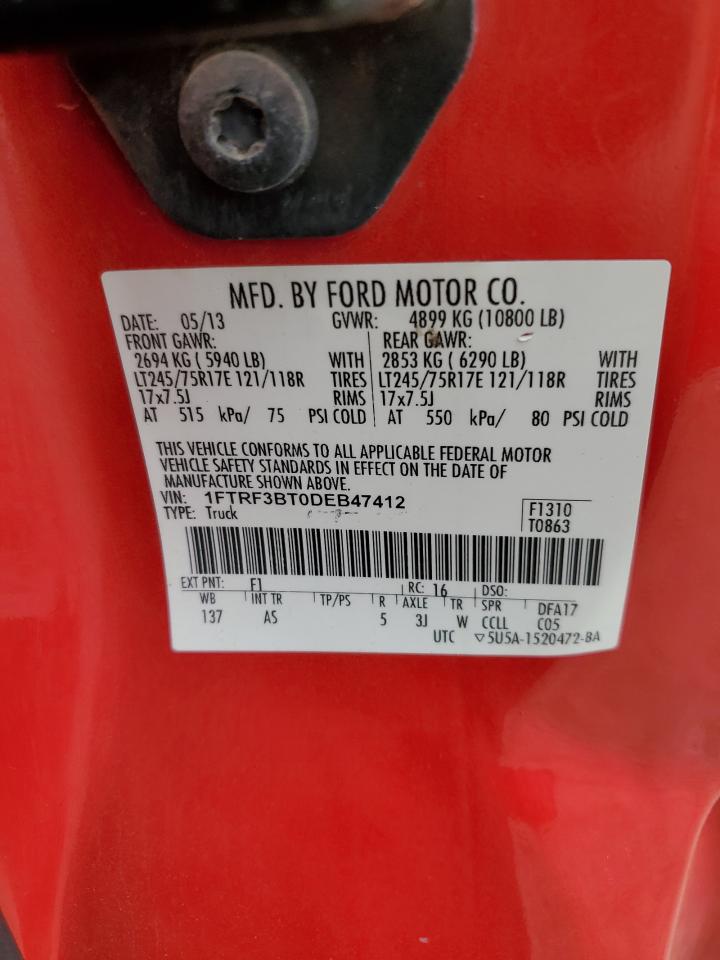 MFD. BY FORD MOTOR CO.
DATE: 05/13 GVWR: 4899 KG (10800 LB)
FRONT GAWR: REAR GAWR:
2694 KG ( 5940 LB) WITH 2853 KG ( 6290 LB) WITH
LT245/75R17E 121/118R TIRES LT245/75R17E 121/118R TIRES
17x7.5J RIMS 17x7.5J RIMS
AT 515 kPa/ 75 PSI COLD AT 550 kPa/ 80 PSI COLD
THIS VEHICLE CONFORMS TO ALL APPLICABLE FEDERAL MOTOR
VEHICLE SAFETY STANDARDS IN EFFECT ON THE DATE OF
MANUFACTURE SHOWN ABOVE.
VIN: 1FTRF3BT0DEB47412
TYPE: Truck
F1310
T0863
EXT PNT: F1 RC: 16 DSO:
WB INT TR TP/PS R AXLE TR SPR DFA17
137 AS 5 3J W CCLL C05
UTC ▽5U5A-1520472-BA